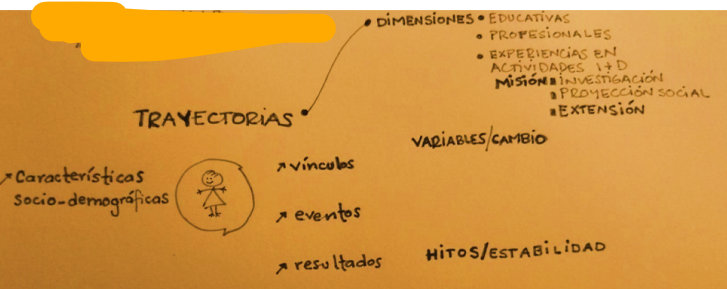 DIMENSIONES • EDUCATIVAS
• PROFESIONALES
• EXPERIENCIAS EN
ACTIVIDADES I+D
MISIÓN: INVESTIGACIÓN
PROYECCIÓN SOCIAL
EXTENSIÓN
TRAYECTORIAS
VARIABLES/CAMBIO
↗ vínculos
↗ Características
socio-demográficas
↗ eventos
HITOS/ESTABILIDAD
↗ resultados